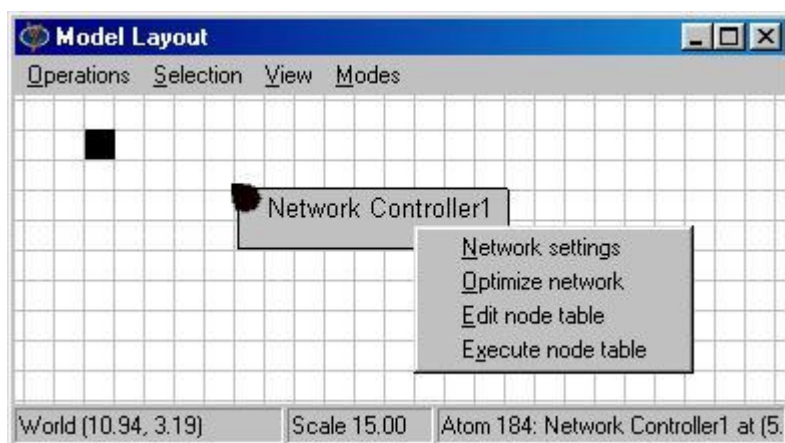 Model Layout
Operations Selection View Modes
Network Controller1
Network settings
Optimize network
Edit node table
Execute node table
World (10.94, 3.19) Scale 15.00 Atom 184: Network Controller1 at (5.